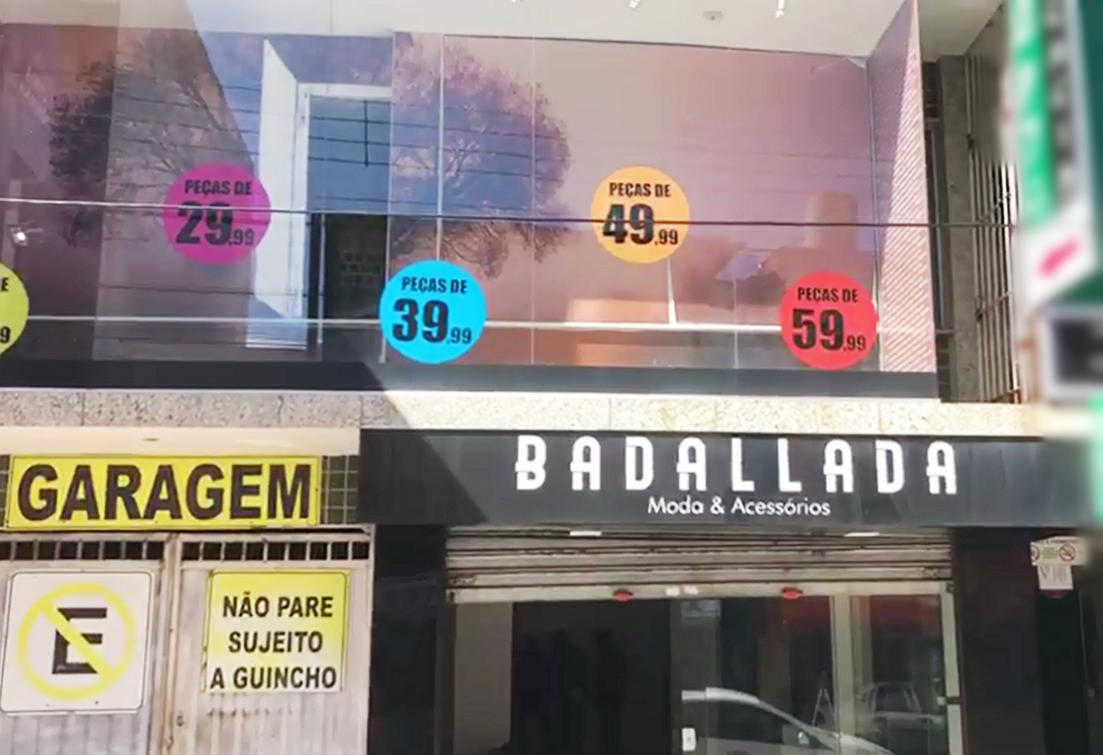 PEÇAS DE
29,99
PEÇAS DE
49,99
PEÇAS DE
39,99
PEÇAS DE
59,99
BADALLADA
Moda & Acessórios
GARAGEM
E
NÃO PARE
SUJEITO
A GUINCHO